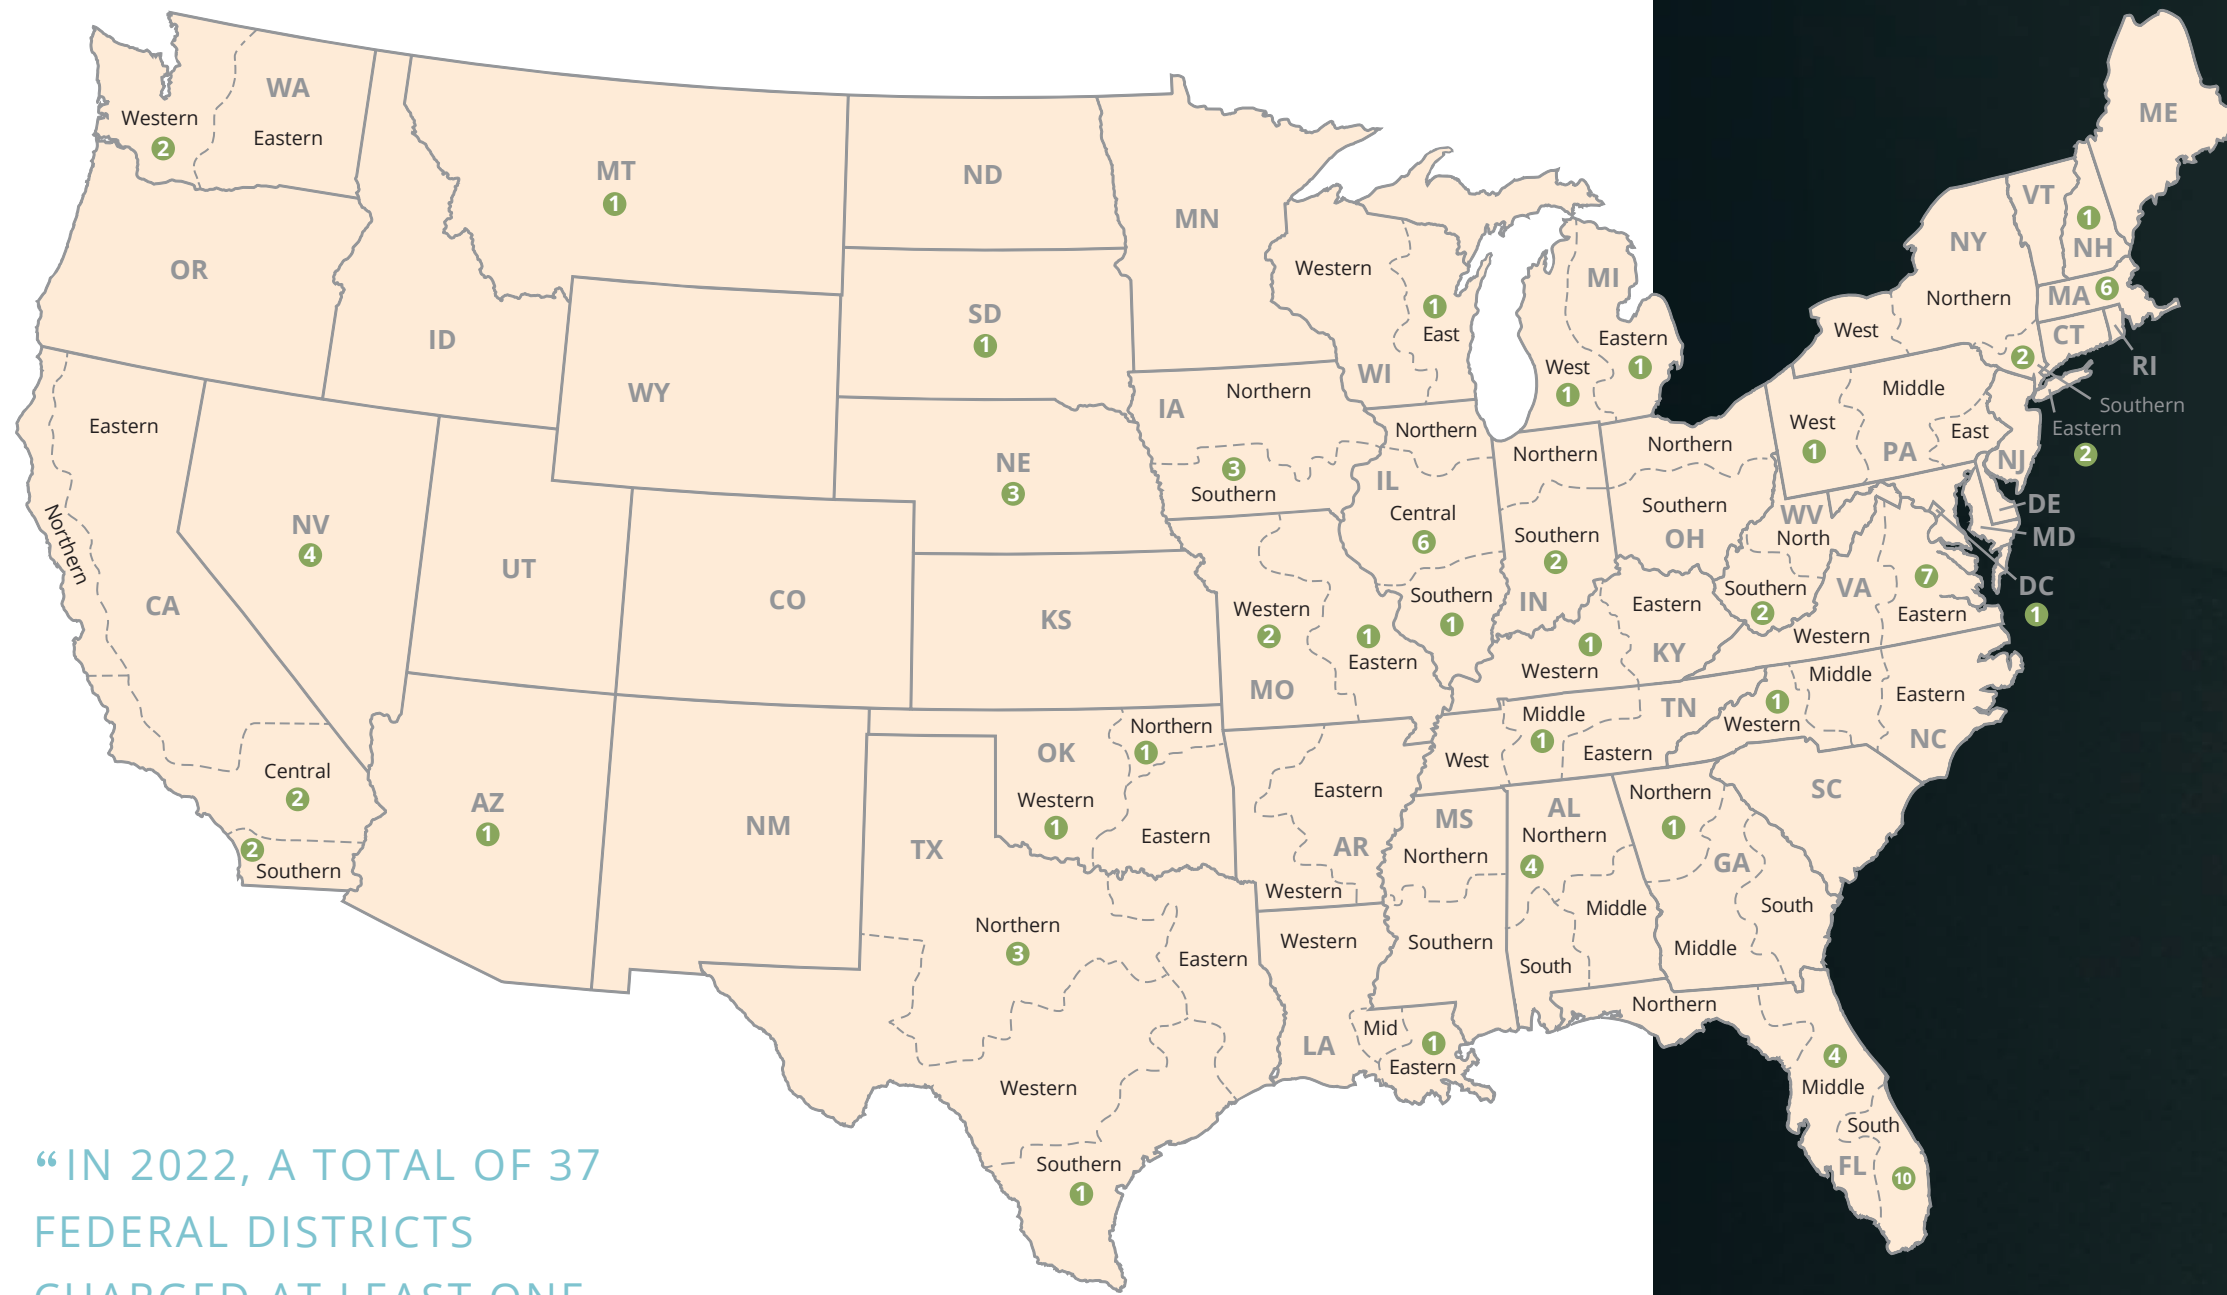 WA
Western
2
Eastern
MT
1
ND
MN
OR
ID
WY
SD
1
NE
3
Western
1
East
WI
MI
Eastern
1
West
1
ME
VT
1
NH
NY
Northern
West
MA 6
CT
RI
2
Southern
Eastern
2
Eastern
Northern
CA
NV
4
UT
CO
KS
IA
Northern
3
Southern
Northern
IL
Central
6
Southern
1
Northern
Southern
2
IN
Northern
Southern
OH
West
1
Middle
PA
East
NJ
DE
MD
DC
1
WV
North
Southern
2
VA
7
Eastern
Western
Western
2
1
Eastern
MO
Eastern
1
Western
KY
Middle
1
Western
Eastern
NC
TN
Middle
1
West
Eastern
Central
2
2
Southern
AZ
1
NM
OK
Northern
1
Western
1
Eastern
TX
Northern
3
Eastern
Western
Southern
1
Eastern
AR
Western
MS
Northern
Southern
AL
Northern
4
Middle
South
Northern
1
GA
South
Middle
SC
Western
LA
Mid
1
Eastern
Northern
4
Middle
South
FL
10
“IN 2022, A TOTAL OF 37
FEDERAL DISTRICTS
CHARGED AT LEAST ONE